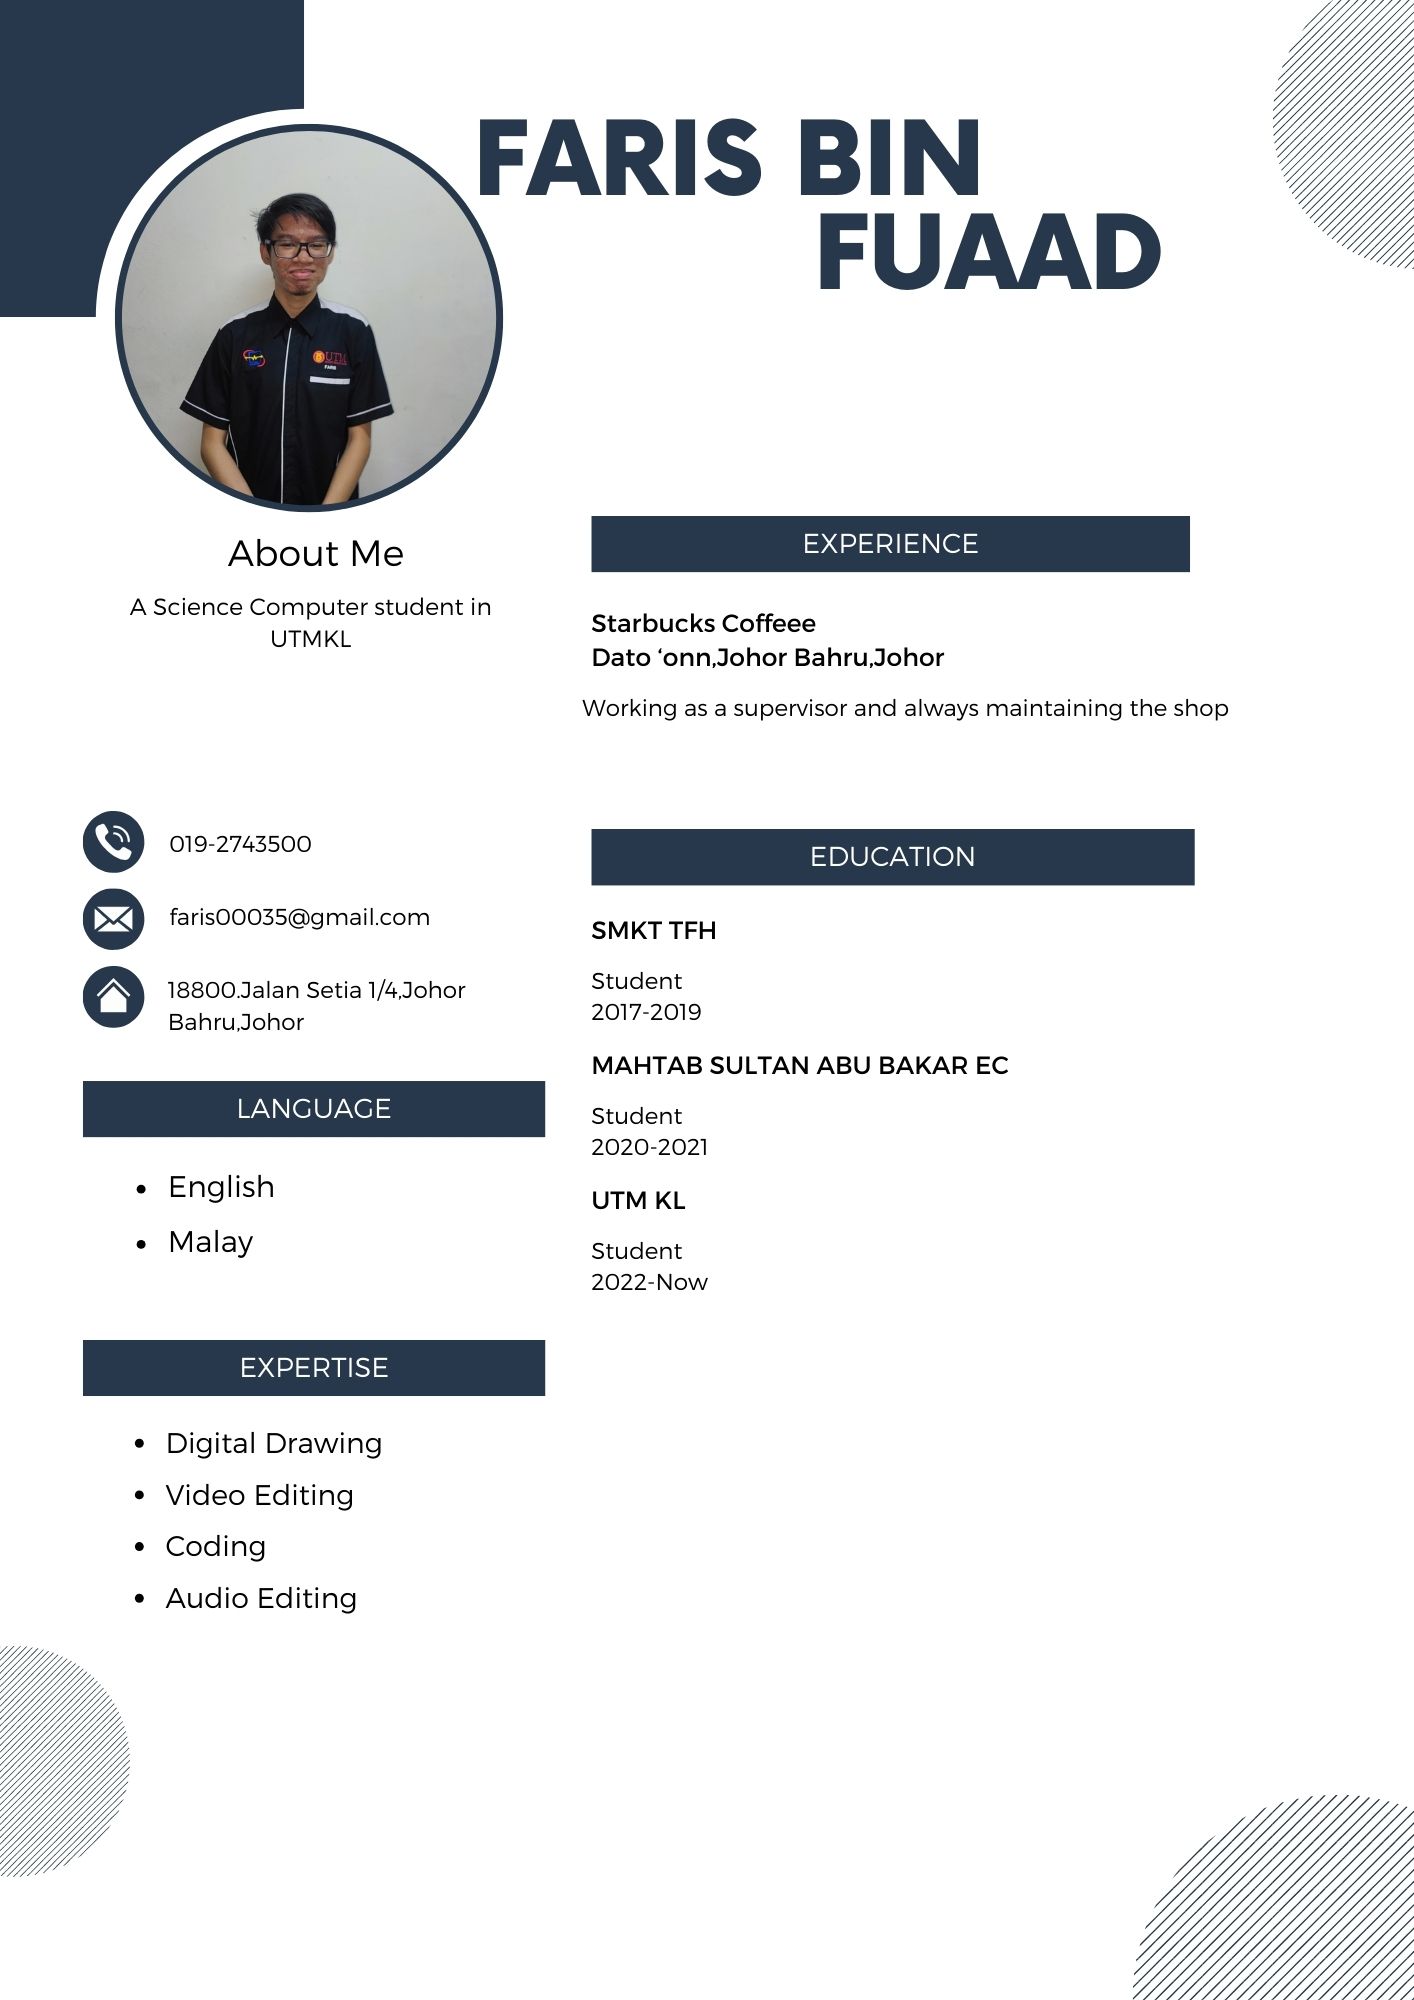 FARIS BIN
FUAAD
UTM
FARIS
About Me
A Science Computer student in
UTMKL
019-2743500
faris00035@gmail.com
18800.Jalan Setia 1/4,Johor
Bahru,Johor
LANGUAGE
English
Malay
EXPERTISE
Digital Drawing
Video Editing
Coding
Audio Editing
EXPERIENCE
Starbucks Coffeee
Dato ‘onn,Johor Bahru,Johor
Working as a supervisor and always maintaining the shop
EDUCATION
SMKT TFH
Student
2017-2019
MAHTAB SULTAN ABU BAKAR EC
Student
2020-2021
UTM KL
Student
2022-Now